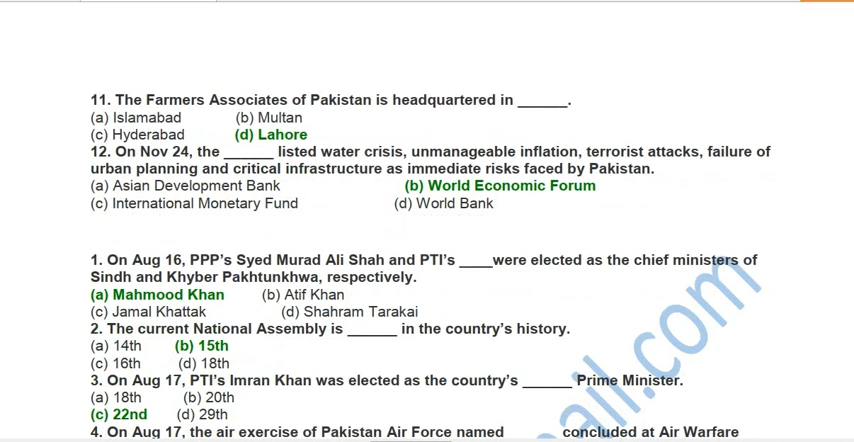 11. The Farmers Associates of Pakistan is headquartered in ______.
(a) Islamabad (b) Multan
(c) Hyderabad (d) Lahore
12. On Nov 24, the ______ listed water crisis, unmanageable inflation, terrorist attacks, failure of
urban planning and critical infrastructure as immediate risks faced by Pakistan.
(a) Asian Development Bank (b) World Economic Forum
(c) International Monetary Fund (d) World Bank
1. On Aug 16, PPP's Syed Murad Ali Shah and PTI's ____were elected as the chief ministers of
Sindh and Khyber Pakhtunkhwa, respectively.
(a) Mahmood Khan (b) Atif Khan
(c) Jamal Khattak (d) Shahram Tarakai
2. The current National Assembly is ______ in the country's history.
(a) 14th (b) 15th
(c) 16th (d) 18th
3. On Aug 17, PTI's Imran Khan was elected as the country's ______ Prime Minister.
(a) 18th (b) 20th
(c) 22nd (d) 29th
4. On Aug 17, the air exercise of Pakistan Air Force named concluded at Air Warfare
ail.com